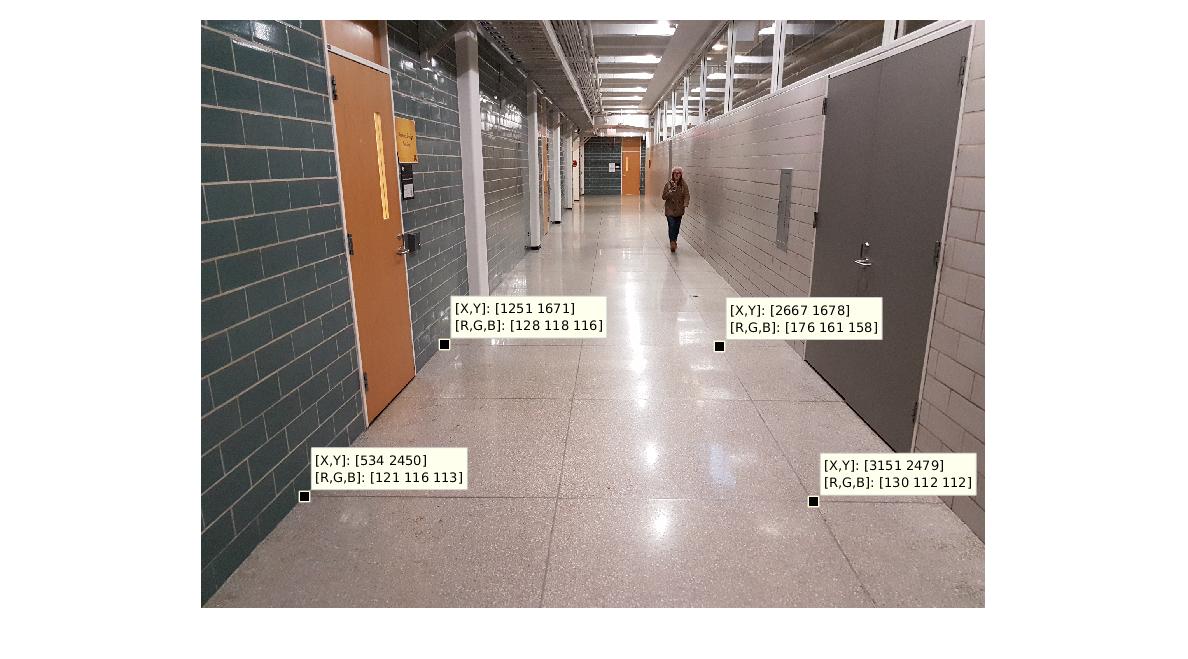 [X,Y]: [1251 1671]
[R,G,B]: [128 118 116]
[X,Y]: [2667 1678]
[R,G,B]: [176 161 158]
[X,Y]: [534 2450]
[R,G,B]: [121 116 113]
[X,Y]: [3151 2479]
[R,G,B]: [130 112 112]